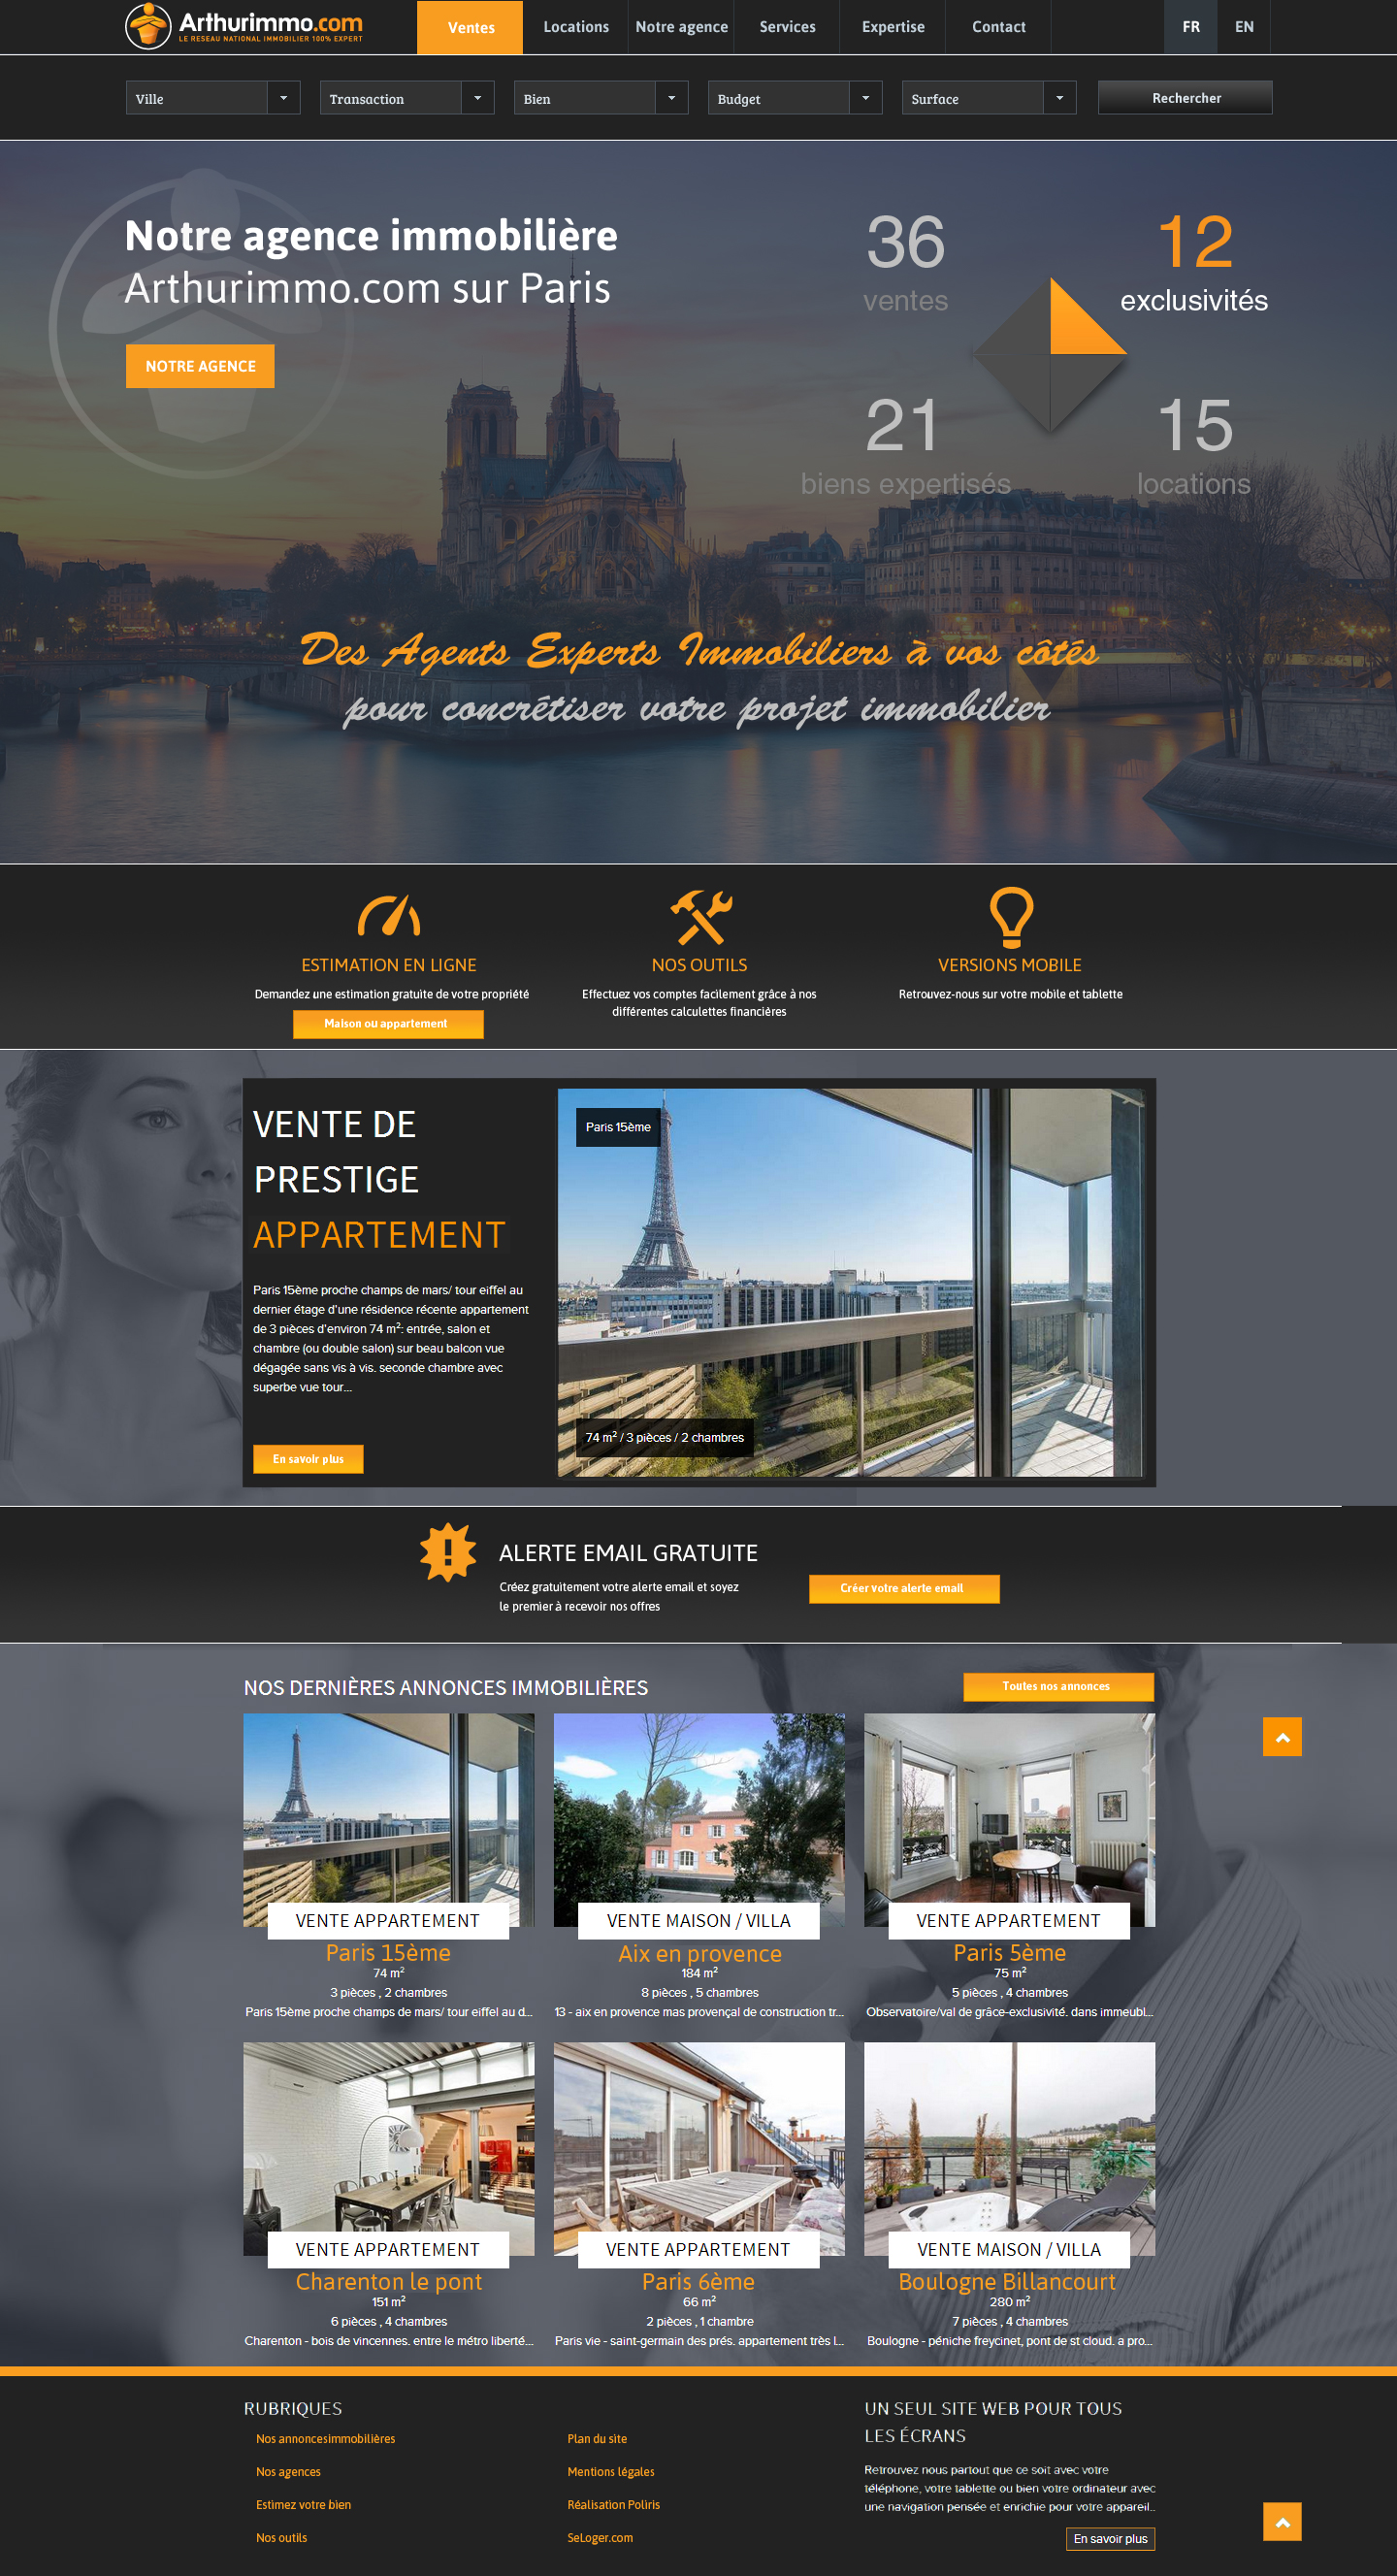 Arthurimmo.com
LE RESEAU NATIONAL IMMOBILIER 100% EXPERT
Ventes
Locations
Notre agence
Services
Expertise
Contact
FR
EN
Ville
Transaction
Bien
Budget
Surface
Rechercher
Notre agence immobilière
Arthurimmo.com sur Paris
NOTRE AGENCE
36
ventes
12
exclusivités
21
biens expertisés
15
locations
Des Agents Experts Immobiliers à vos côtés
pour concrétiser votre projet immobilier
ESTIMATION EN LIGNE
Demandez une estimation gratuite de votre propriété
Maison ou appartement
NOS OUTILS
Effectuez vos comptes facilement grâce à nos
différentes calculettes financières
VERSIONS MOBILE
Retrouvez-nous sur votre mobile et tablette
VENTE DE
PRESTIGE
APPARTEMENT
Paris 15ème proche champs de mars/ tour eiffel au
dernier étage d'une résidence récente appartement
de 3 pièces d'environ 74 m²: entrée, salon et
chambre (ou double salon) sur beau balcon vue
dégagée sans vis à vis. seconde chambre avec
superbe vue tour...
En savoir plus
Paris 15ème
74 m² / 3 pièces / 2 chambres
ALERTE EMAIL GRATUITE
Créez gratuitement votre alerte email et soyez
le premier à recevoir nos offres
Créer votre alerte email
NOS DERNIÈRES ANNONCES IMMOBILIÈRES
Toutes nos annonces
VENTE APPARTEMENT
Paris 15ème
74 m²
3 pièces , 2 chambres
Paris 15ème proche champs de mars/ tour eiffel au d...
VENTE MAISON / VILLA
Aix en provence
184 m²
8 pièces , 5 chambres
13 - aix en provence mas provençal de construction tr...
VENTE APPARTEMENT
Paris 5ème
75 m²
5 pièces , 4 chambres
Observatoire/val de grâce-exclusivité. dans immeubl...
VENTE APPARTEMENT
Charenton le pont
151 m²
6 pièces , 4 chambres
Charenton - bois de vincennes. entre le métro liberté...
VENTE APPARTEMENT
Paris 6ème
66 m²
2 pièces , 1 chambre
Paris vie - saint-germain des prés. appartement très l...
VENTE MAISON / VILLA
Boulogne Billancourt
280 m²
7 pièces , 4 chambres
Boulogne - péniche freycinet, pont de st cloud. a pro...
RUBRIQUES
Nos annoncesimmobilières
Nos agences
Estimez votre bien
Nos outils
Plan du site
Mentions légales
Réalisation Poliris
SeLoger.com
UN SEUL SITE WEB POUR TOUS
LES ÉCRANS
Retrouvez nous partout que ce soit avec votre
téléphone, votre tablette ou bien votre ordinateur avec
une navigation pensée et enrichie pour votre appareil...
En savoir plus